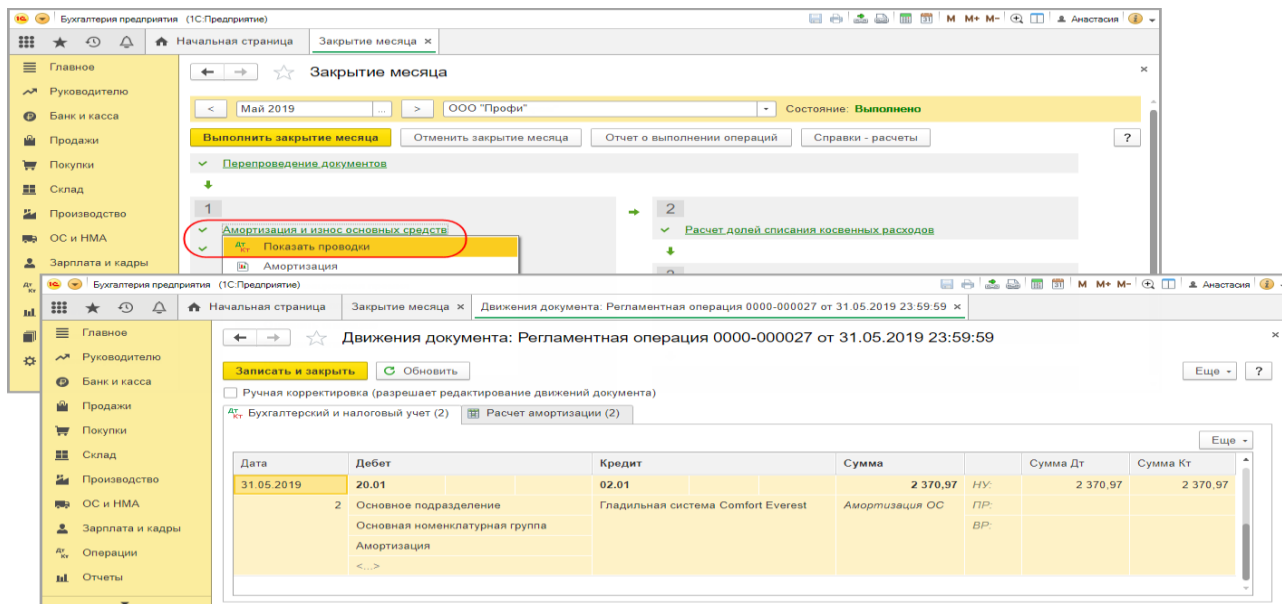 Бухгалтерия предприятия (1С:Предприятие) M M+ M- Анастасия
Начальная страница Закрытие месяца ×
Главное
Руководителю
Банк и касса
Продажи
Покупки
Склад
Производство
ОС и НМА
Зарплата и кадры
Закрытие месяца ×
< Май 2019 ... > ООО "Профи" Состояние: Выполнено
Выполнить закрытие месяца Отменить закрытие месяца Отчет о выполнении операций Справки - расчеты ?
Перепроведение документов
1 2
Амортизация и износ основных средств Расчет долей списания косвенных расходов
Дт Кт Показать проводки
Амортизация
Бухгалтерия предприятия (1С:Предприятие) M M+ M- Анастасия
Начальная страница Закрытие месяца × Движения документа: Регламентная операция 0000-000027 от 31.05.2019 23:59:59 ×
Главное
Руководителю
Банк и касса
Продажи
Покупки
Склад
Производство
ОС и НМА
Зарплата и кадры
Операции
Отчеты
Движения документа: Регламентная операция 0000-000027 от 31.05.2019 23:59:59 ×
Записать и закрыть Обновить Еще ?
Ручная корректировка (разрешает редактирование движений документа)
Дт Кт Бухгалтерский и налоговый учет (2) Расчет амортизации (2)
Еще
Дата Дебет Кредит Сумма Сумма Дт Сумма Кт
31.05.2019 20.01 02.01 2 370,97 НУ: 2 370,97 2 370,97
2 Основное подразделение Гладильная система Comfort Everest Амортизация ОС ПР:
Основная номенклатурная группа ВР:
Амортизация
<...>